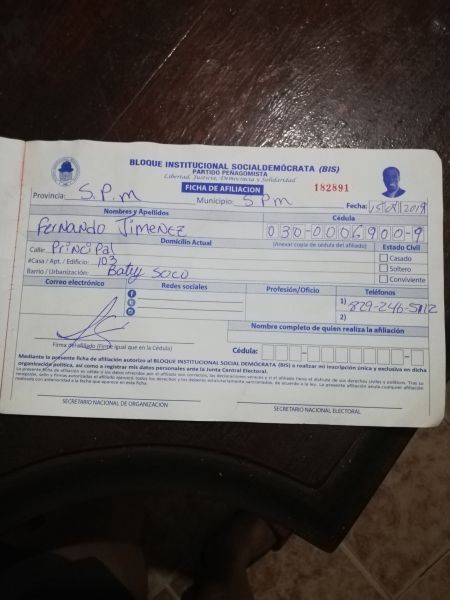 BLOQUE INSTITUCIONAL SOCIALDEMÓCRATA (BIS)
PARTIDO PEÑAGOMISTA
Libertad, Justicia, Democracia y Solidaridad
FICHA DE AFILIACION
182891
Provincia: S.P.M Municipio: S P M Fecha: 15/01/2019
Nombres y Apellidos Cédula
Fernando Jimenez 030-0006900-9
Domicilio Actual (Anexar copia de cédula del afiliado) Estado Civil
Calle: Principal Casado
#Casa / Apt. / Edificio: 103 Soltero
Barrio / Urbanización: Batey Soco Conviviente
Correo electrónico Redes sociales Profesión/Oficio Teléfonos
1) 829-246-5112
2)
Nombre completo de quien realiza la afiliación
Firma del afiliado (Firme igual que en la Cédula) Cédula:
Mediante la presente ficha de afiliación autorizo al BLOQUE INSTITUCIONAL SOCIAL DEMÓCRATA (BIS) a realizar mi inscripción única y exclusiva en dicha
organización política, así como a registrar mis datos personales ante la Junta Central Electoral.
SECRETARIO NACIONAL DE ORGANIZACIÓN SECRETARIO NACIONAL ELECTORAL